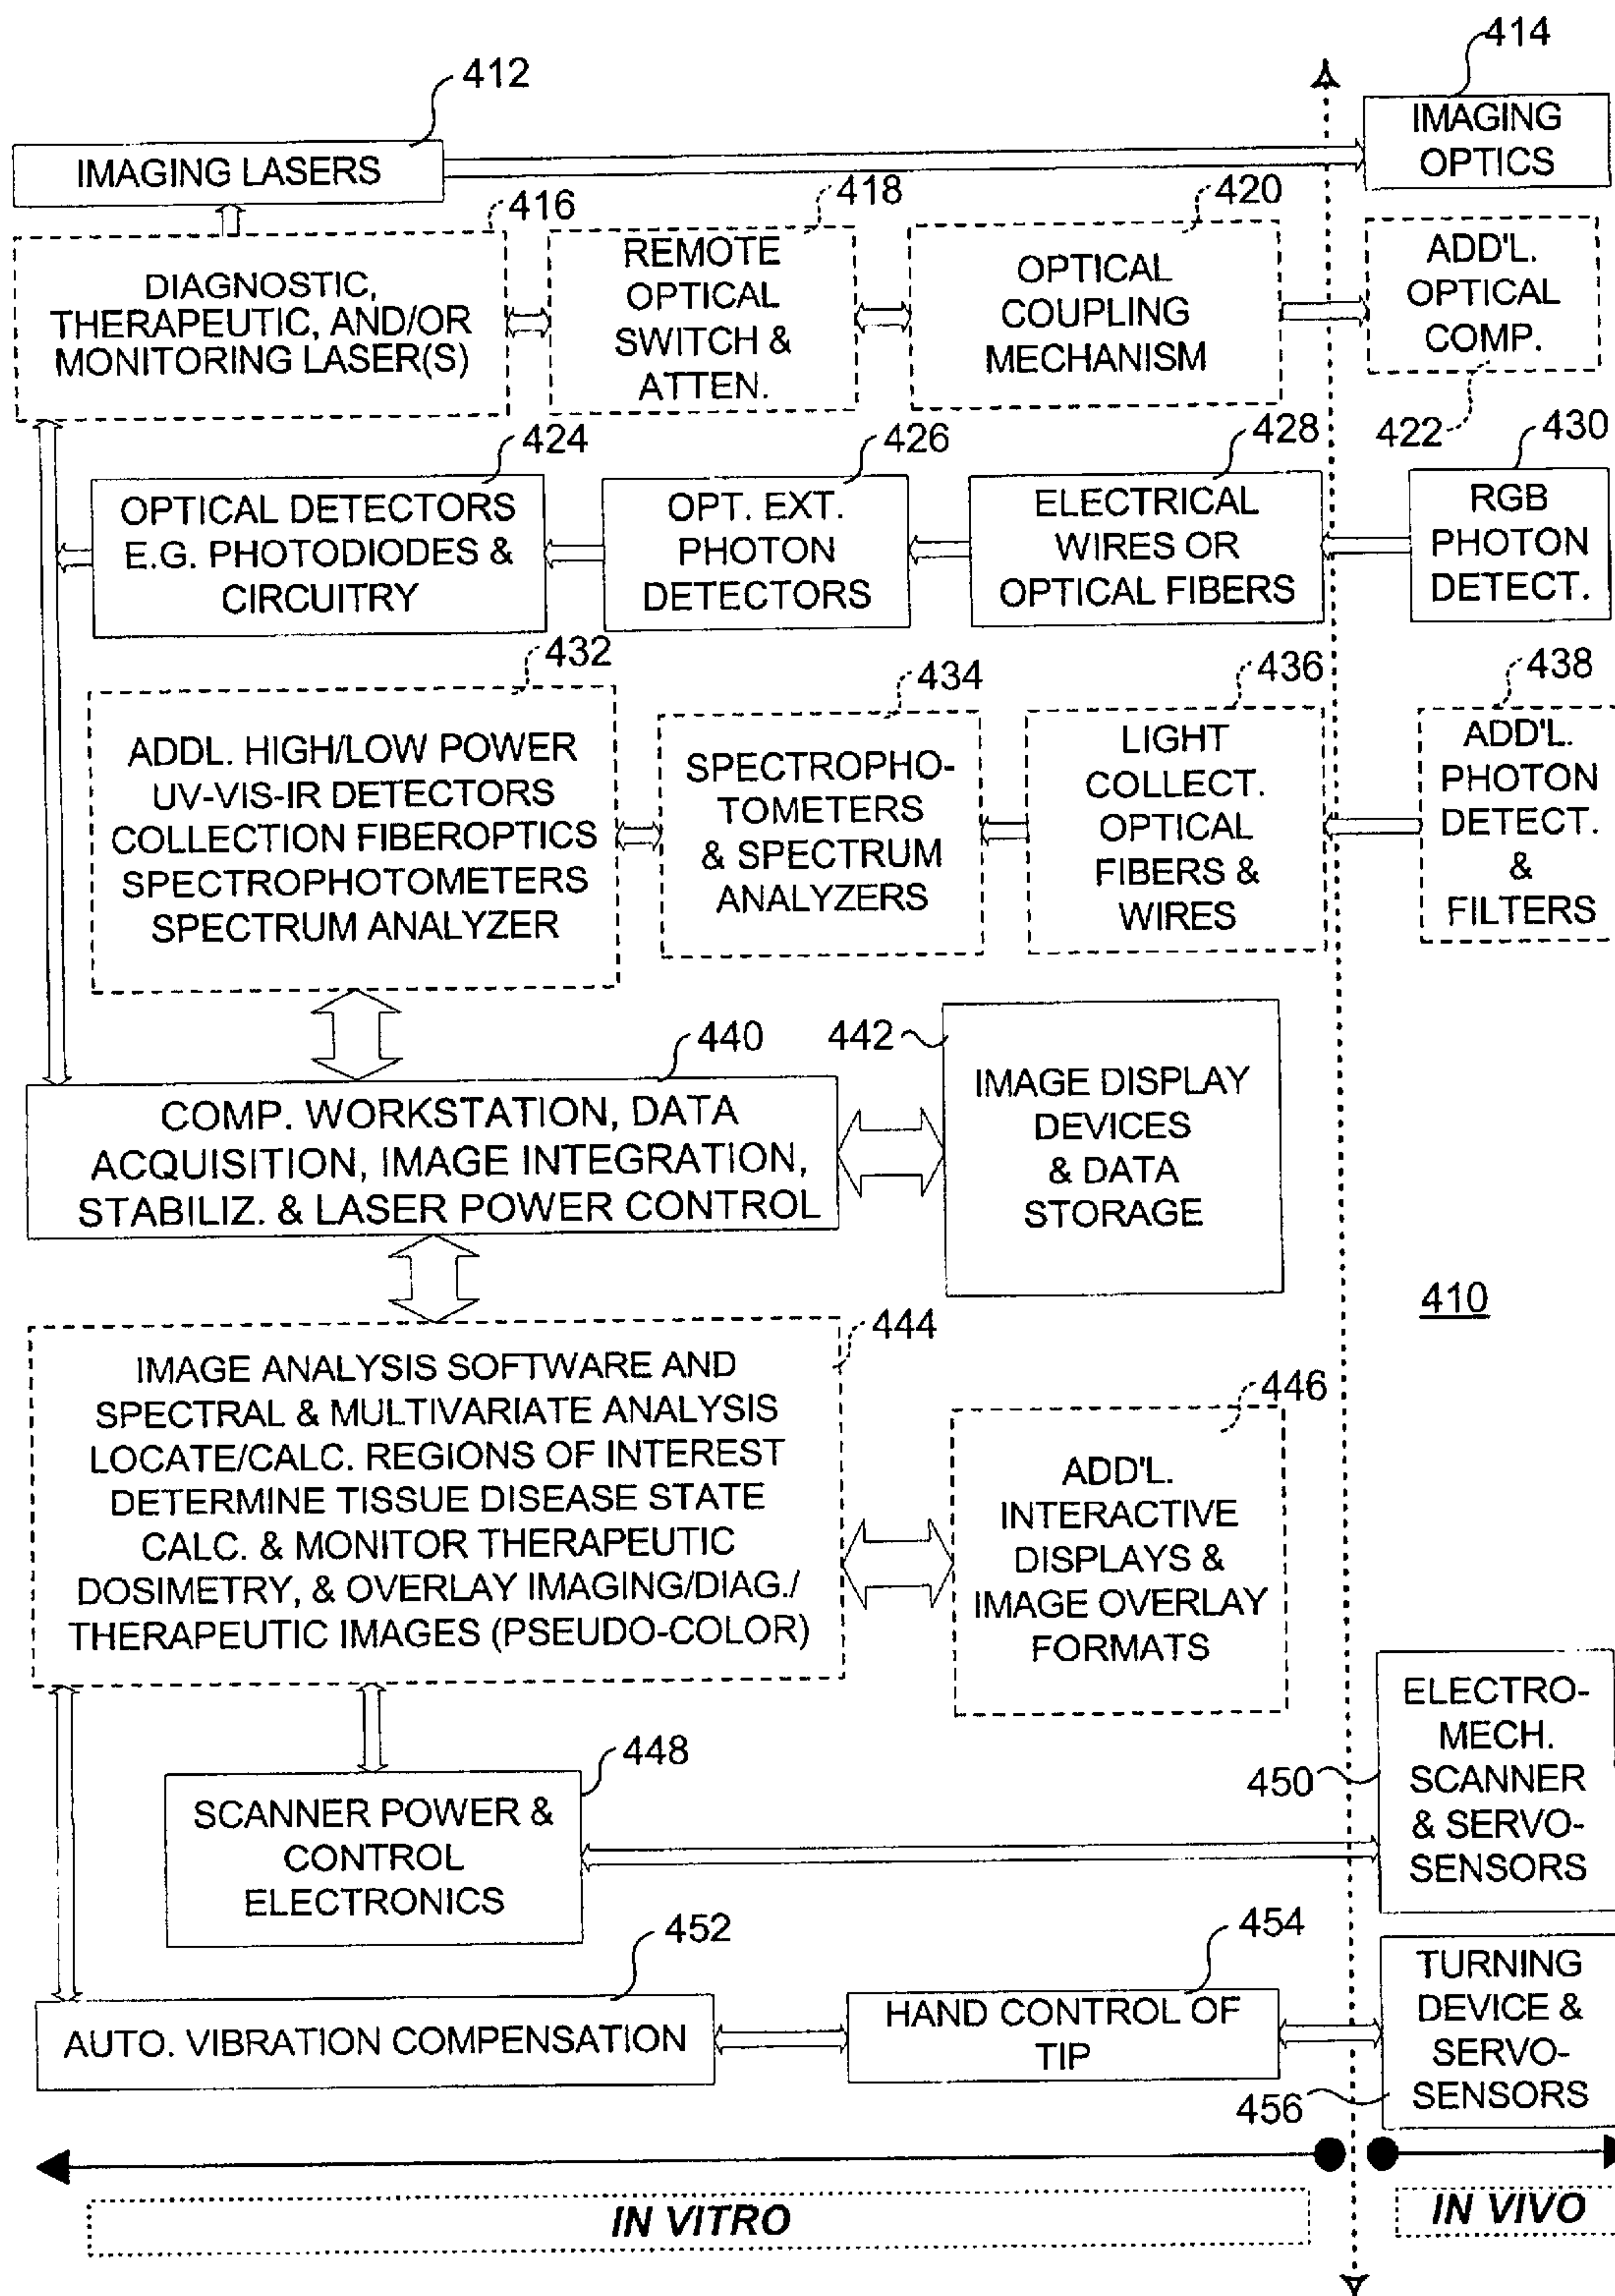 412
414
IMAGING LASERS
IMAGING
OPTICS
416
418
420
DIAGNOSTIC,
THERAPEUTIC, AND/OR
MONITORING LASER(S)
REMOTE
OPTICAL
SWITCH &
ATTEN.
OPTICAL
COUPLING
MECHANISM
ADD'L.
OPTICAL
COMP.
422
424
426
428
430
OPTICAL DETECTORS
E.G. PHOTODIODES &
CIRCUITRY
OPT. EXT.
PHOTON
DETECTORS
ELECTRICAL
WIRES OR
OPTICAL FIBERS
RGB
PHOTON
DETECT.
432
434
436
438
ADDL. HIGH/LOW POWER
UV-VIS-IR DETECTORS
COLLECTION FIBEROPTICS
SPECTROPHOTOMETERS
SPECTRUM ANALYZER
SPECTROPHO-
TOMETERS
& SPECTRUM
ANALYZERS
LIGHT
COLLECT.
OPTICAL
FIBERS &
WIRES
ADD'L.
PHOTON
DETECT.
&
FILTERS
440
442
COMP. WORKSTATION, DATA
ACQUISITION, IMAGE INTEGRATION,
STABILIZ. & LASER POWER CONTROL
IMAGE DISPLAY
DEVICES
& DATA
STORAGE
410
444
446
IMAGE ANALYSIS SOFTWARE AND
SPECTRAL & MULTIVARIATE ANALYSIS
LOCATE/CALC. REGIONS OF INTEREST
DETERMINE TISSUE DISEASE STATE
CALC. & MONITOR THERAPEUTIC
DOSIMETRY, & OVERLAY IMAGING/DIAG./
THERAPEUTIC IMAGES (PSEUDO-COLOR)
ADD'L.
INTERACTIVE
DISPLAYS &
IMAGE OVERLAY
FORMATS
448
450
SCANNER POWER &
CONTROL
ELECTRONICS
ELECTRO-
MECH.
SCANNER
& SERVO-
SENSORS
452
454
AUTO. VIBRATION COMPENSATION
HAND CONTROL OF
TIP
TURNING
DEVICE &
SERVO-
SENSORS
456
IN VITRO
IN VIVO